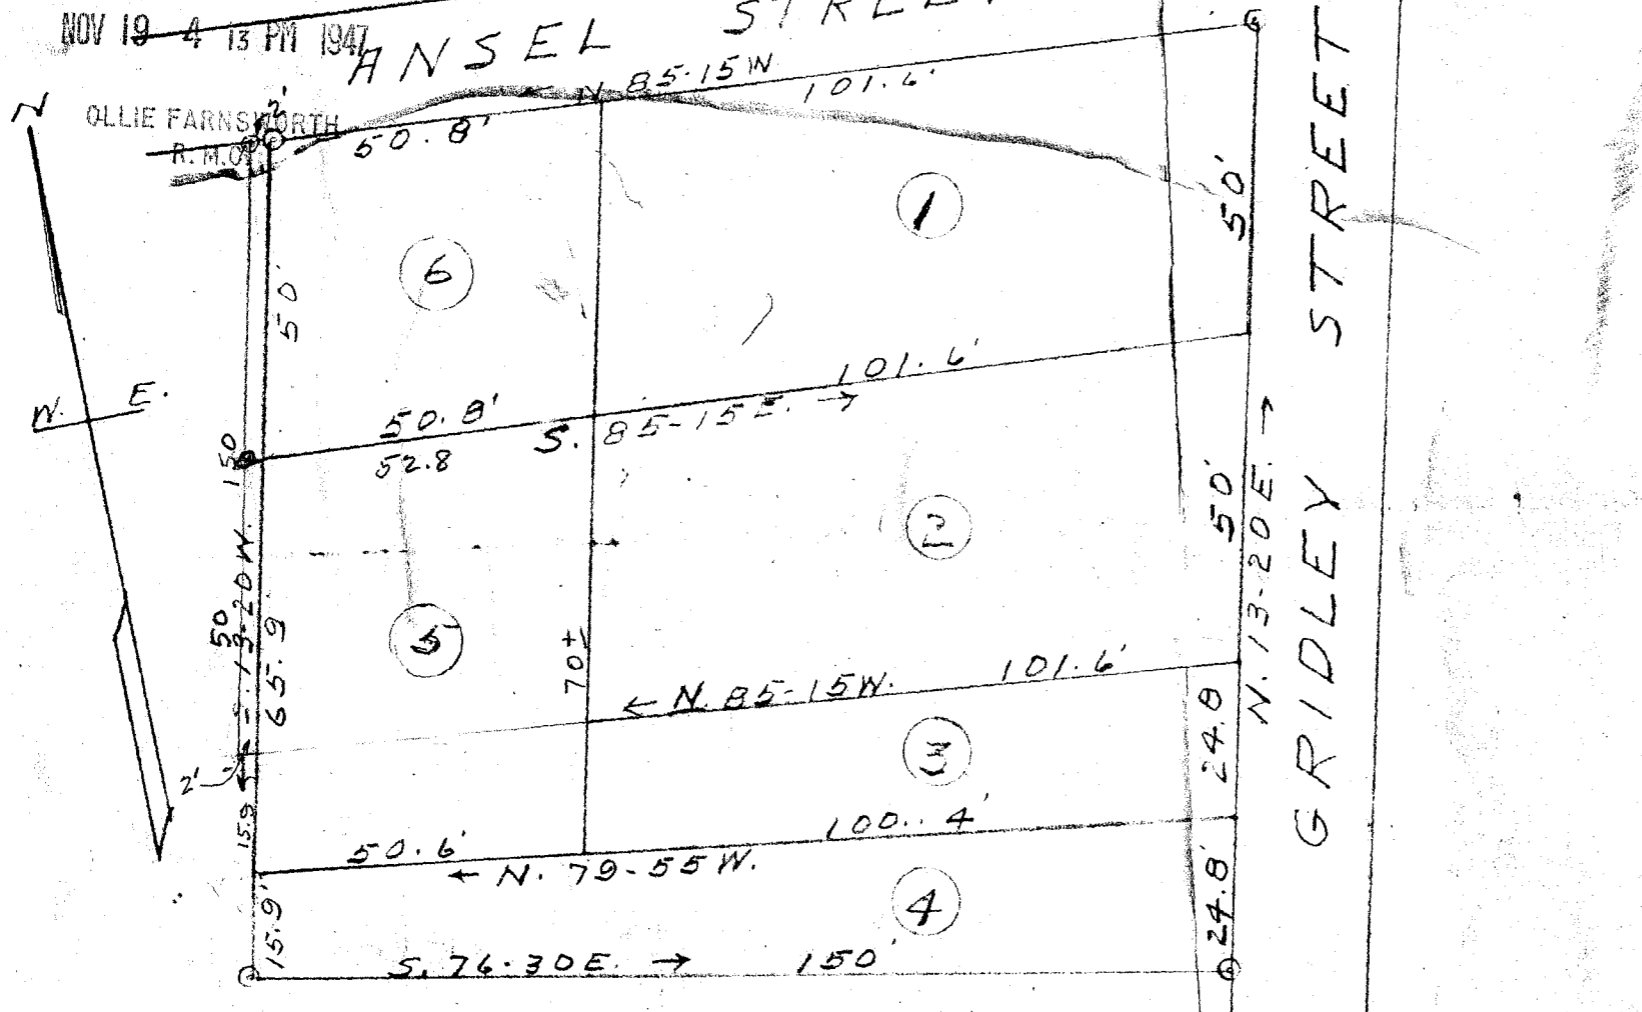 NOV 19 4 13 PM 1947
ANSEL STREET
OLLIE FARNSWORTH
R. M. C.
N
W. E.
2'
N 85-15 W
50.8'
101.6'
50'
6
1
50'
50.8'
101.6'
S. 85-15 E. →
52.8
150
50
S. 13-20 W.
65.9
5
70±
2
50'
N. 13-20 E. →
GRIDLEY STREET
← N. 85-15 W.
101.6'
2'
15.9
3
24.8
50.6'
100.4'
← N. 79-55 W.
15.9'
4
24.8'
S. 76-30 E. → 150'